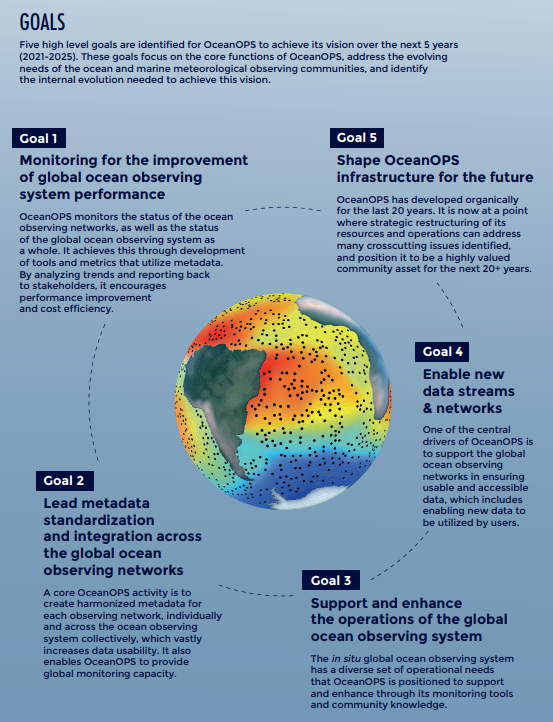 GOALS
Five high level goals are identified for OceanOPS to achieve its vision over the next 5 years
(2021-2025). These goals focus on the core functions of OceanOPS, address the evolving
needs of the ocean and marine meteorological observing communities, and identify
the internal evolution needed to achieve this vision.
Goal 1
Monitoring for the improvement
of global ocean observing
system performance
OceanOPS monitors the status of the ocean
observing networks, as well as the status
of the global ocean observing system as
a whole. It achieves this through development
of tools and metrics that utilize metadata.
By analyzing trends and reporting back
to stakeholders, it encourages
performance improvement
and cost efficiency.
Goal 5
Shape OceanOPS
infrastructure for the future
OceanOPS has developed organically
for the last 20 years. It is now at a point
where strategic restructuring of its
resources and operations can address
many crosscutting issues identified,
and position it to be a highly valued
community asset for the next 20+ years.
Goal 4
Enable new
data streams
& networks
One of the central
drivers of OceanOPS is
to support the global
ocean observing
networks in ensuring
usable and accessible
data, which includes
enabling new data to
be utilized by users.
Goal 2
Lead metadata
standardization
and integration across
the global ocean
observing networks
A core OceanOPS activity is to
create harmonized metadata for
each observing network, individually
and across the ocean observing
system collectively, which vastly
increases data usability. It also
enables OceanOPS to provide
global monitoring capacity.
Goal 3
Support and enhance
the operations of the global
ocean observing system
The in situ global ocean observing system
has a diverse set of operational needs
that OceanOPS is positioned to support
and enhance through its monitoring tools
and community knowledge.